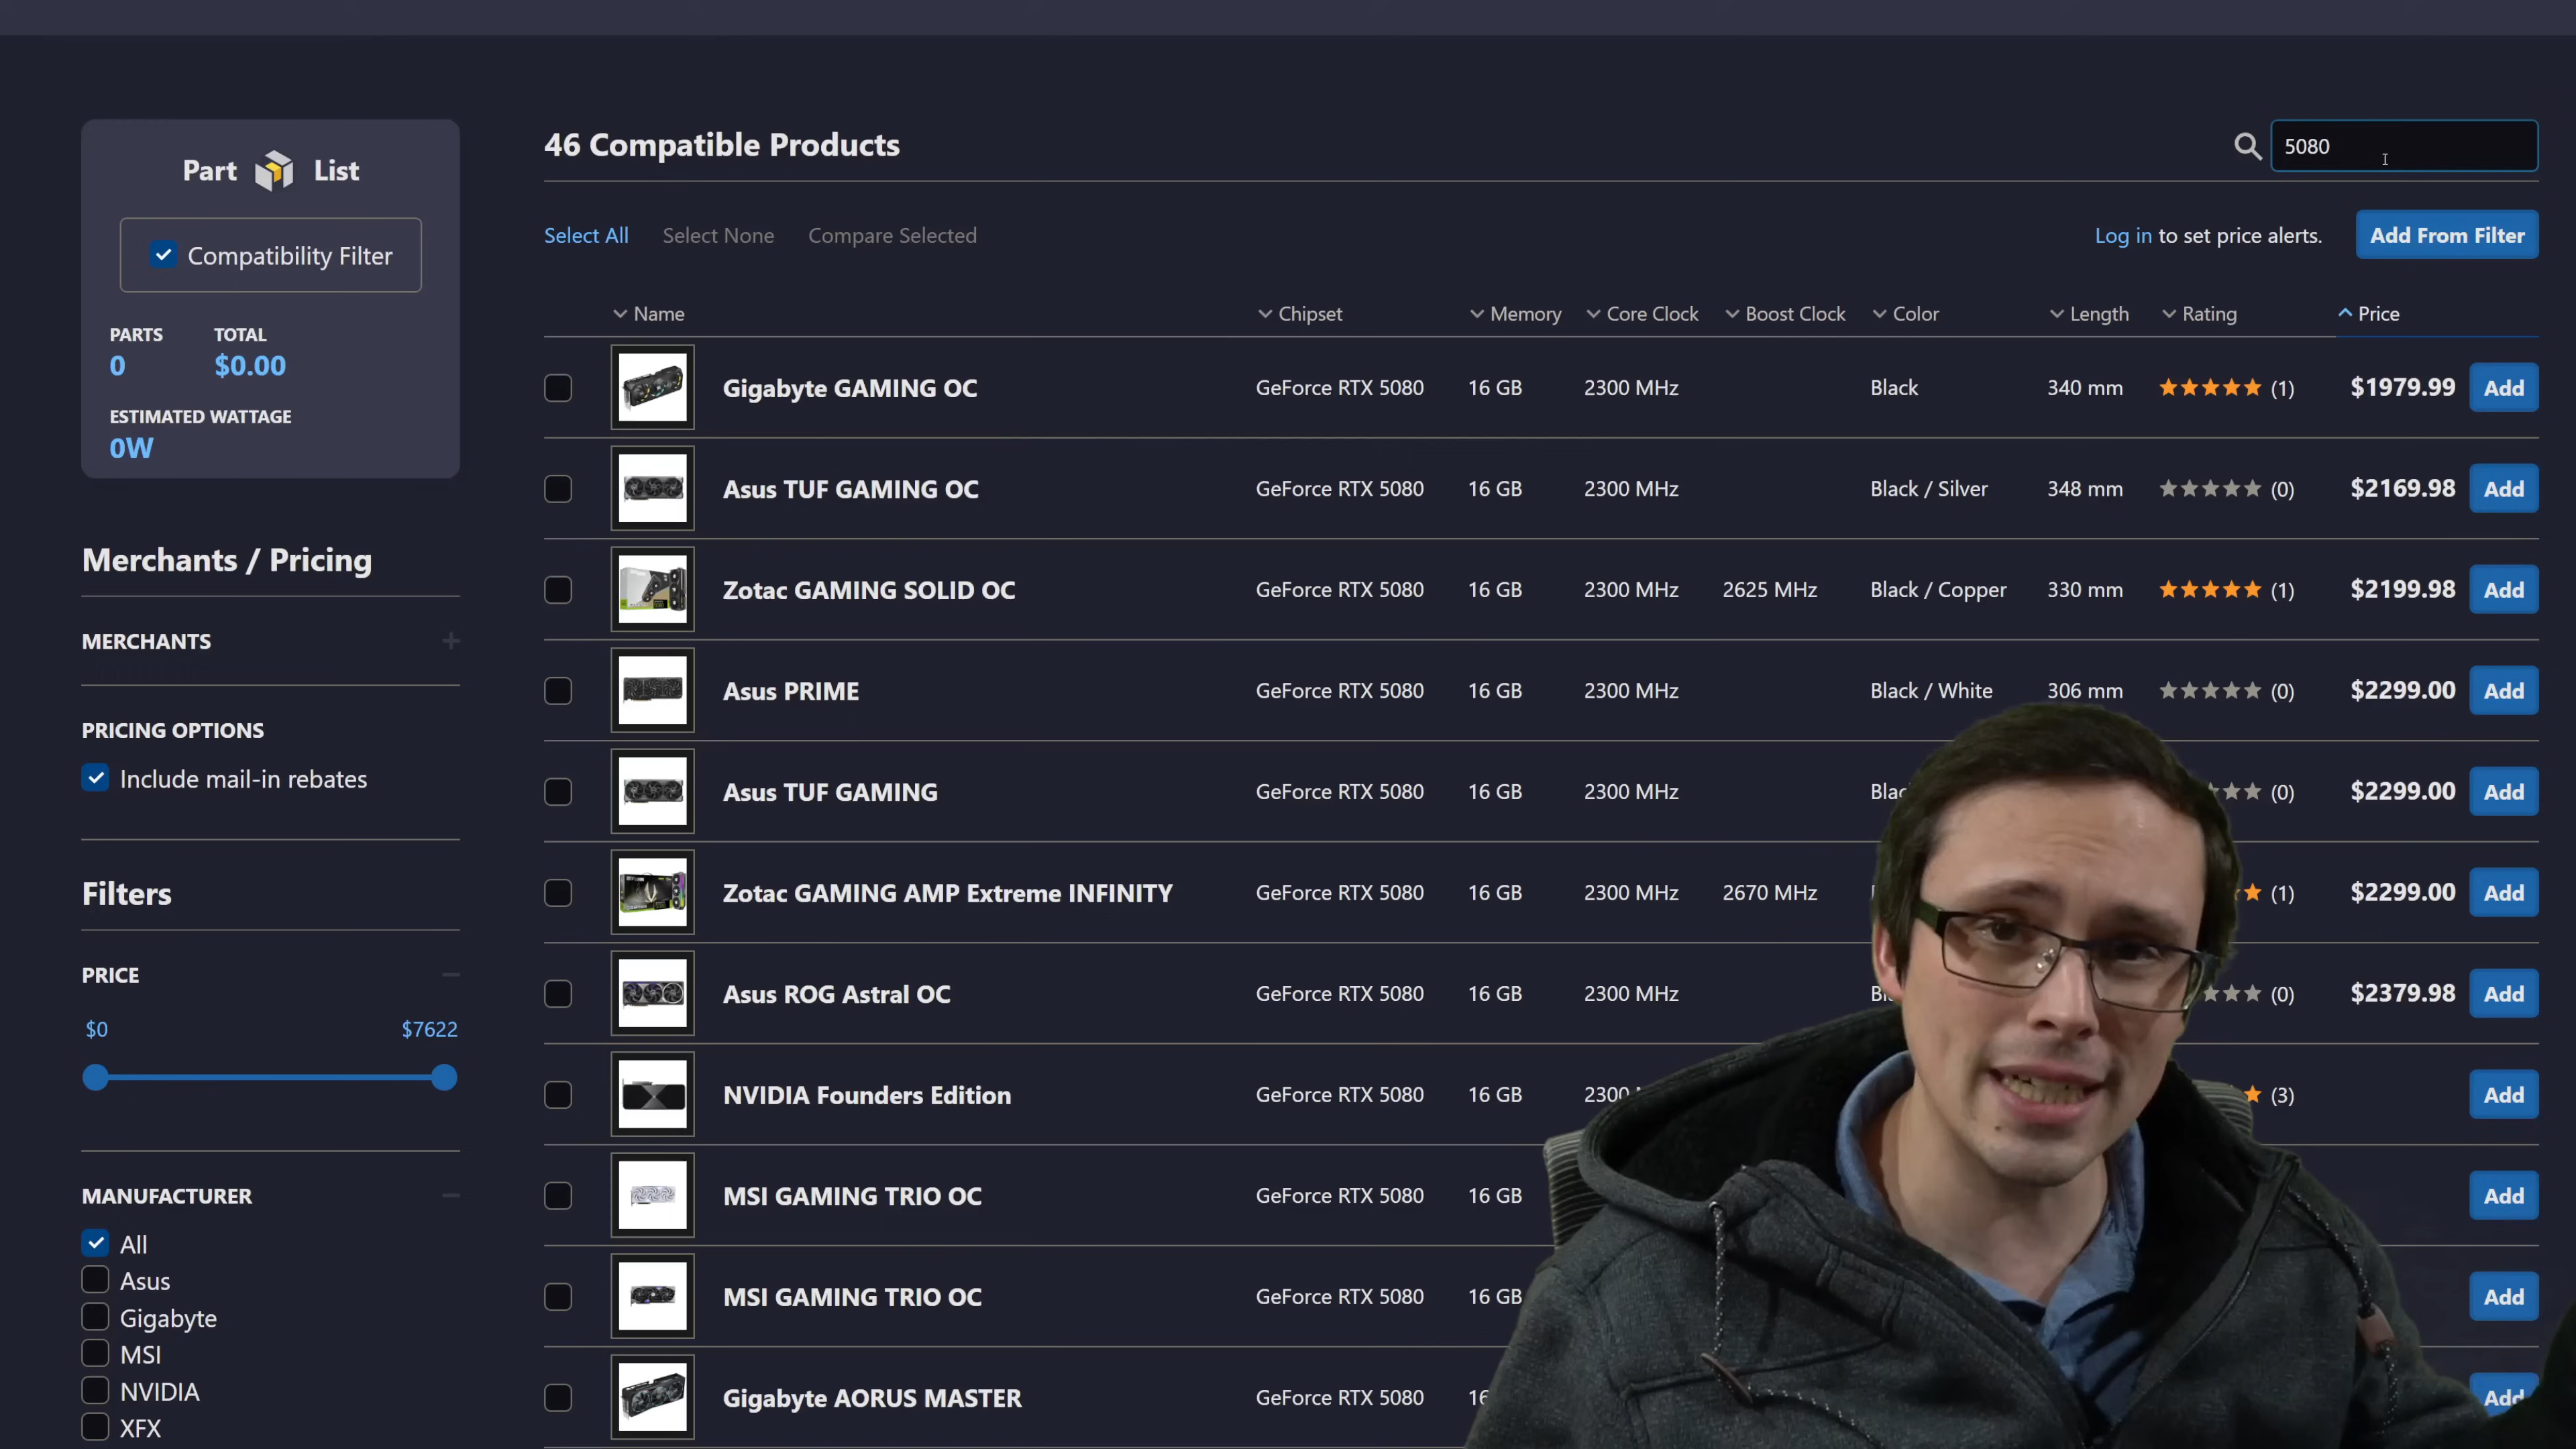 Part List
Compatibility Filter
PARTS TOTAL
0 $0.00
ESTIMATED WATTAGE
0W
Merchants / Pricing
MERCHANTS
PRICING OPTIONS
Include mail-in rebates
Filters
PRICE
$0 $7622
MANUFACTURER
All
Asus
Gigabyte
MSI
NVIDIA
XFX
46 Compatible Products
5080
Select All Select None Compare Selected
Log in to set price alerts. Add From Filter
Name Chipset Memory Core Clock Boost Clock Color Length Rating Price
Gigabyte GAMING OC GeForce RTX 5080 16 GB 2300 MHz Black 340 mm (1) $1979.99 Add
Asus TUF GAMING OC GeForce RTX 5080 16 GB 2300 MHz Black / Silver 348 mm (0) $2169.98 Add
Zotac GAMING SOLID OC GeForce RTX 5080 16 GB 2300 MHz 2625 MHz Black / Copper 330 mm (1) $2199.98 Add
Asus PRIME GeForce RTX 5080 16 GB 2300 MHz Black / White 306 mm (0) $2299.00 Add
Asus TUF GAMING GeForce RTX 5080 16 GB 2300 MHz (0) $2299.00 Add
Zotac GAMING AMP Extreme INFINITY GeForce RTX 5080 16 GB 2300 MHz 2670 MHz (1) $2299.00 Add
Asus ROG Astral OC GeForce RTX 5080 16 GB 2300 MHz (0) $2379.98 Add
NVIDIA Founders Edition GeForce RTX 5080 16 GB 2300 (3) Add
MSI GAMING TRIO OC GeForce RTX 5080 16 GB Add
MSI GAMING TRIO OC GeForce RTX 5080 16 GB Add
Gigabyte AORUS MASTER GeForce RTX 5080 Add